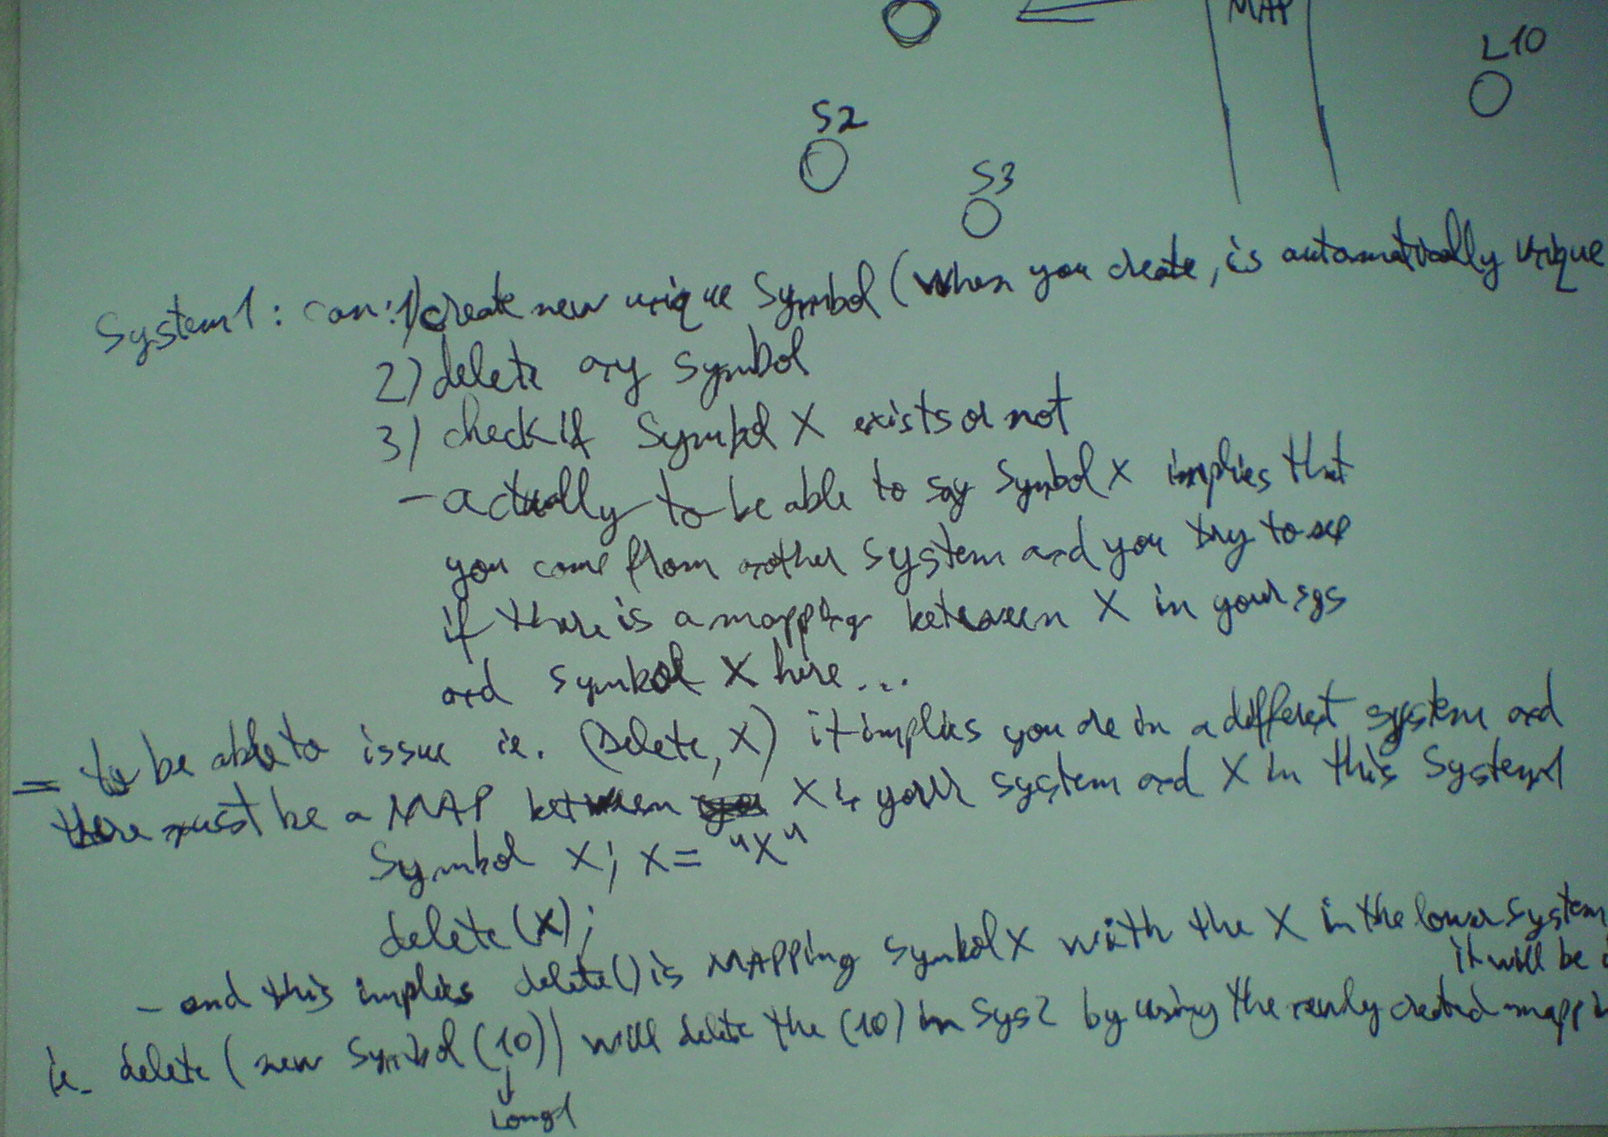 MAP
L10
S2
S3
System1: can: 1) create new unique Symbol (when you create, is automatically unique
2) delete any symbol
3) check if Symbol X exists or not
- actually to be able to say Symbol X implies that
you come from another system and you try to see
if there is a mapping between X in your sys
and symbol X here...
= to be able to issue ie. (Delete, X) it implies you are in a different system and
there must be a MAP between X in your system and X in this System1
Symbol x; x= "X"
delete(x);
- and this implies delete() is MAPPing symbol x with the X in the lower system
it will be
ie. delete (new Symbol(10)) will delete the (10) in Sys2 by using the newly created